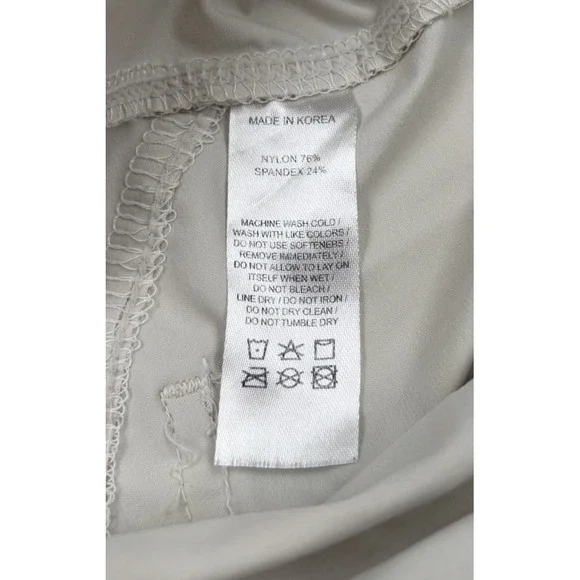 MADE IN KOREA
NYLON 76%
SPANDEX 24%
MACHINE WASH COLD /
WASH WITH LIKE COLORS /
DO NOT USE SOFTENERS /
REMOVE IMMEDIATELY /
DO NOT ALLOW TO LAY ON
ITSELF WHEN WET /
DO NOT BLEACH /
LINE DRY / DO NOT IRON /
DO NOT DRY CLEAN /
DO NOT TUMBLE DRY